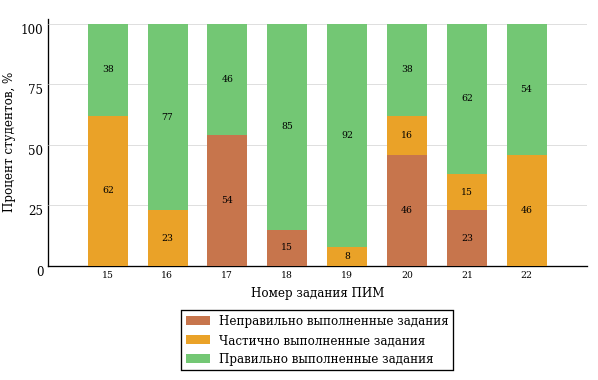 100
75
50
25
0
Процент студентов, %
38 77 46 85 92 38 62 54
62 23 54 15 8 16 15 46
46 23
15 16 17 18 19 20 21 22
Номер задания ПИМ
Неправильно выполненные задания
Частично выполненные задания
Правильно выполненные задания